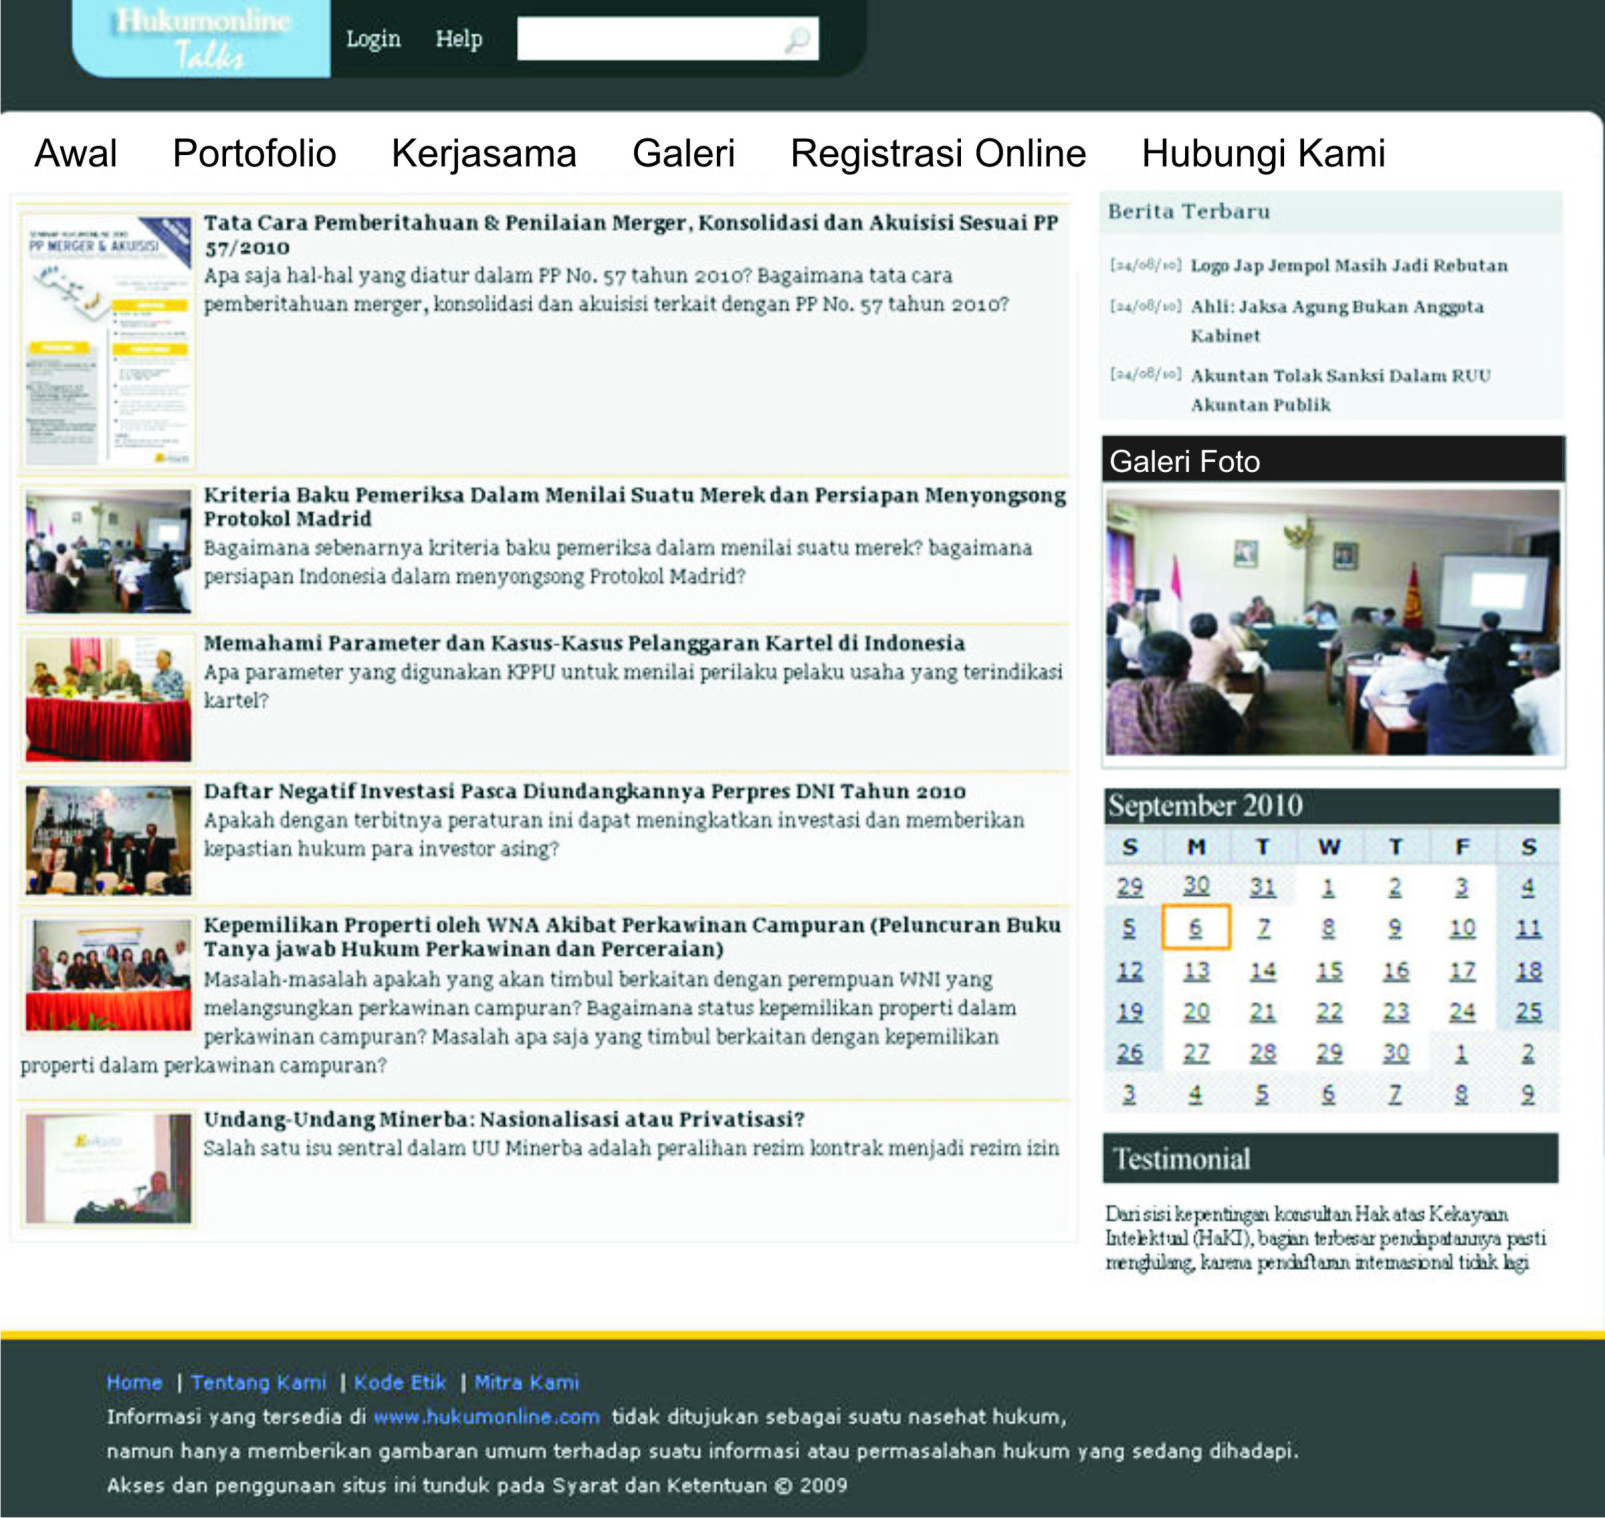 Hukumonline
Talks
Login Help
Awal Portofolio Kerjasama Galeri Registrasi Online Hubungi Kami
PP MERGER & AKUISISI
Tata Cara Pemberitahuan & Penilaian Merger, Konsolidasi dan Akuisisi Sesuai PP
57/2010
Apa saja hal-hal yang diatur dalam PP No. 57 tahun 2010? Bagaimana tata cara
pemberitahuan merger, konsolidasi dan akuisisi terkait dengan PP No. 57 tahun 2010?
Kriteria Baku Pemeriksa Dalam Menilai Suatu Merek dan Persiapan Menyongsong
Protokol Madrid
Bagaimana sebenarnya kriteria baku pemeriksa dalam menilai suatu merek? bagaimana
persiapan Indonesia dalam menyongsong Protokol Madrid?
Memahami Parameter dan Kasus-Kasus Pelanggaran Kartel di Indonesia
Apa parameter yang digunakan KPPU untuk menilai perilaku pelaku usaha yang terindikasi
kartel?
Daftar Negatif Investasi Pasca Diundangkannya Perpres DNI Tahun 2010
Apakah dengan terbitnya peraturan ini dapat meningkatkan investasi dan memberikan
kepastian hukum para investor asing?
Kepemilikan Properti oleh WNA Akibat Perkawinan Campuran (Peluncuran Buku
Tanya jawab Hukum Perkawinan dan Perceraian)
Masalah-masalah apakah yang akan timbul berkaitan dengan perempuan WNI yang
melangsungkan perkawinan campuran? Bagaimana status kepemilikan properti dalam
perkawinan campuran? Masalah apa saja yang timbul berkaitan dengan kepemilikan
properti dalam perkawinan campuran?
Undang-Undang Minerba: Nasionalisasi atau Privatisasi?
Salah satu isu sentral dalam UU Minerba adalah peralihan rezim kontrak menjadi rezim izin
Berita Terbaru
[24/08/10] Logo Jap Jempol Masih Jadi Rebutan
[24/08/10] Ahli: Jaksa Agung Bukan Anggota
Kabinet
[24/08/10] Akuntan Tolak Sanksi Dalam RUU
Akuntan Publik
Galeri Foto
September 2010
S M T W T F S
29 30 31 1 2 3 4
5 6 7 8 9 10 11
12 13 14 15 16 17 18
19 20 21 22 23 24 25
26 27 28 29 30 1 2
3 4 5 6 7 8 9
Testimonial
Dari sisi kepentingan konsultan Hak atas Kekayaan
Intelektual (HaKI), bagian terbesar pendapatannya pasti
menghilang, karena pendaftaran internasional tidak lagi
Home | Tentang Kami | Kode Etik | Mitra Kami
Informasi yang tersedia di www.hukumonline.com tidak ditujukan sebagai suatu nasehat hukum,
namun hanya memberikan gambaran umum terhadap suatu informasi atau permasalahan hukum yang sedang dihadapi.
Akses dan penggunaan situs ini tunduk pada Syarat dan Ketentuan © 2009